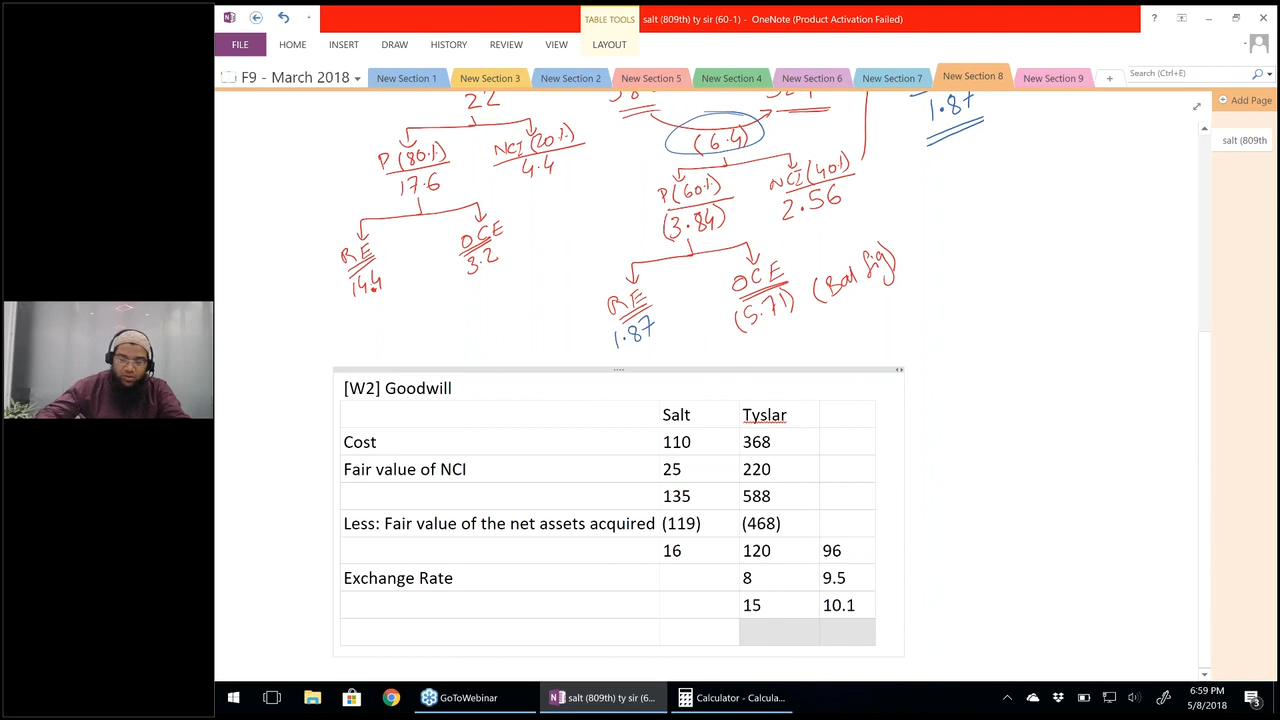 salt (809th) ty sir (60-1) - OneNote (Product Activation Failed)
TABLE TOOLS
FILE HOME INSERT DRAW HISTORY REVIEW VIEW LAYOUT
F9 - March 2018 New Section 1 New Section 3 New Section 2 New Section 5 New Section 4 New Section 6 New Section 7 New Section 8 New Section 9 Search (Ctrl+E)
Add Page
salt (809th)
22
1.87
P (80%) NCI (20%)
17.6 4.4
(6.4)
P (60%) NCI (40%)
(3.84) 2.56
RE OCE
14.4 3.2
RE OCE (Bal fig)
1.87 (5.71)
[W2] Goodwill
Salt Tyslar
Cost 110 368
Fair value of NCI 25 220
135 588
Less: Fair value of the net assets acquired (119) (468)
16 120 96
Exchange Rate 8 9.5
15 10.1
GoToWebinar
salt (809th) ty sir (6...
Calculator - Calcula...
6:59 PM
5/8/2018
3